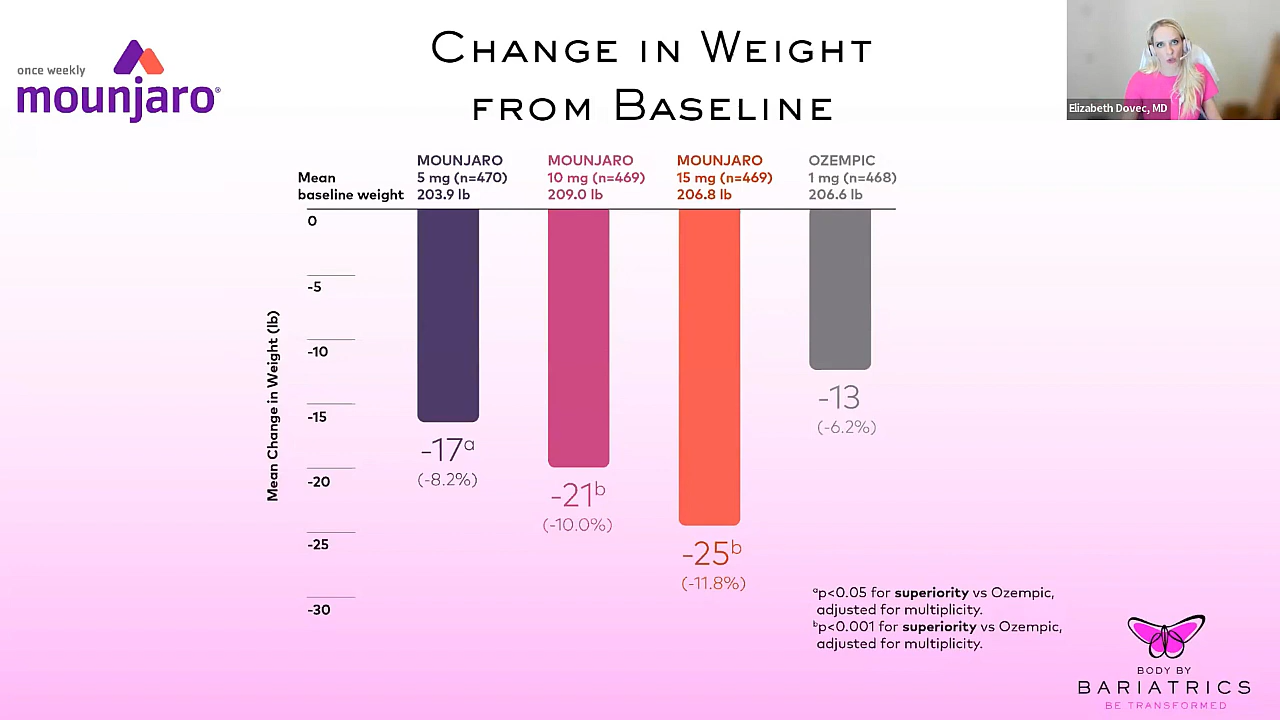 once weekly
mounjaro®
CHANGE IN WEIGHT
FROM BASELINE
Elizabeth Dovec, MD
Mean
baseline weight
MOUNJARO
5 mg (n=470)
203.9 lb
MOUNJARO
10 mg (n=469)
209.0 lb
MOUNJARO
15 mg (n=469)
206.8 lb
OZEMPIC
1 mg (n=468)
206.6 lb
Mean Change in Weight (lb)
0
-5
-10
-15
-20
-25
-30
-17ᵃ
(-8.2%)
-21ᵇ
(-10.0%)
-25ᵇ
(-11.8%)
-13
(-6.2%)
ᵃp<0.05 for superiority vs Ozempic,
adjusted for multiplicity.
ᵇp<0.001 for superiority vs Ozempic,
adjusted for multiplicity.
BODY BY
BARIATRICS
BE TRANSFORMED